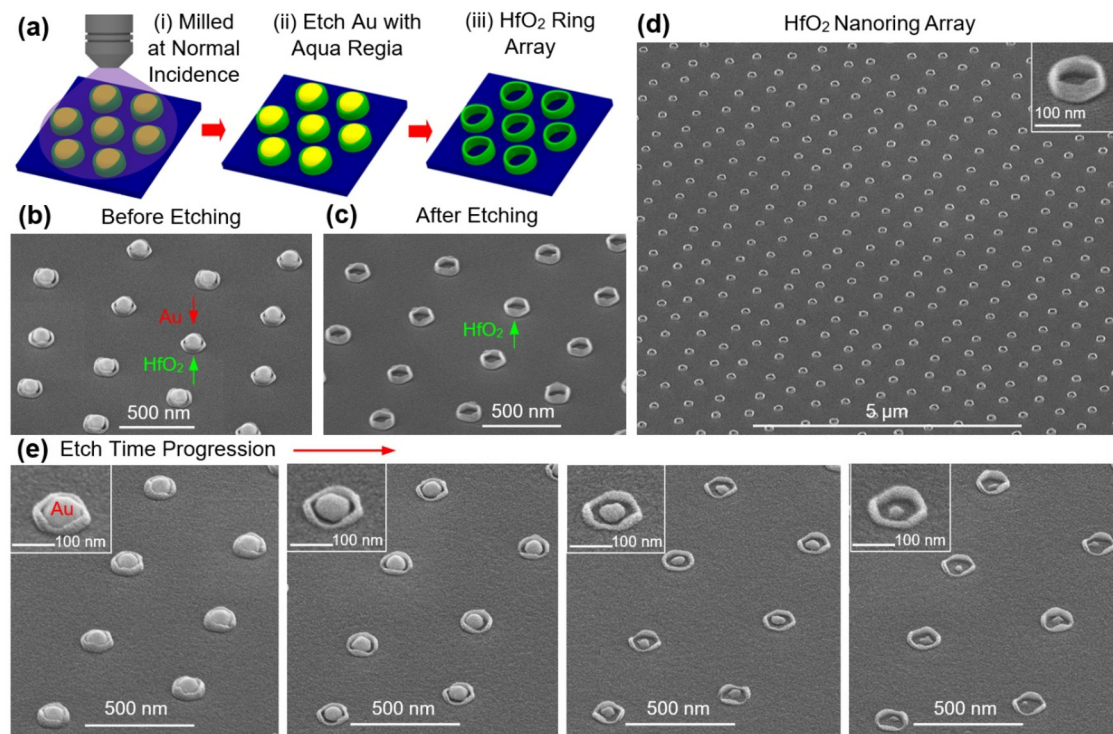 (a)
(i) Milled
at Normal
Incidence
(ii) Etch Au with
Aqua Regia
(iii) HfO₂ Ring
Array
(d)
HfO₂ Nanoring Array
100 nm
5 µm
(b)
Before Etching
Au
HfO₂
500 nm
(c)
After Etching
HfO₂
500 nm
(e) Etch Time Progression
Au
100 nm
500 nm
100 nm
500 nm
100 nm
500 nm
100 nm
500 nm